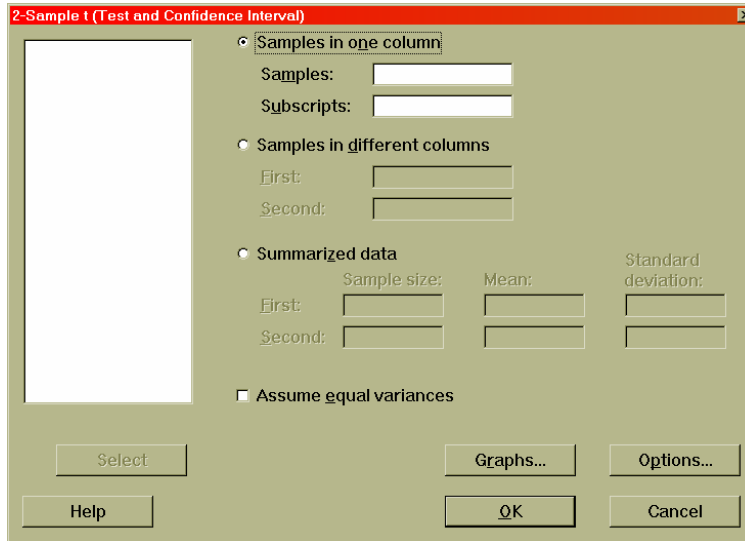 2-Sample t (Test and Confidence Interval)
Samples in one column
Samples:
Subscripts:
Samples in different columns
First:
Second:
Summarized data
Sample size: Mean: Standard deviation:
First:
Second:
Assume equal variances
Select
Graphs... Options...
Help OK Cancel